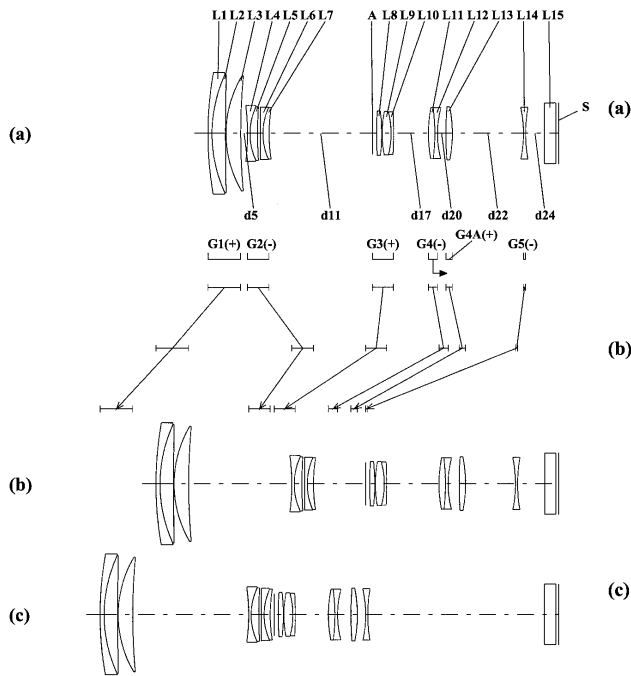 L1 L2 L3 L4 L5 L6 L7 A L8 L9 L10 L11 L12 L13 L14 L15
S
(a) (a)
d5 d11 d17 d20 d22 d24
G1(+) G2(-) G3(+) G4(-) G4A(+) G5(-)
(b)
(b)
(c)
(c)